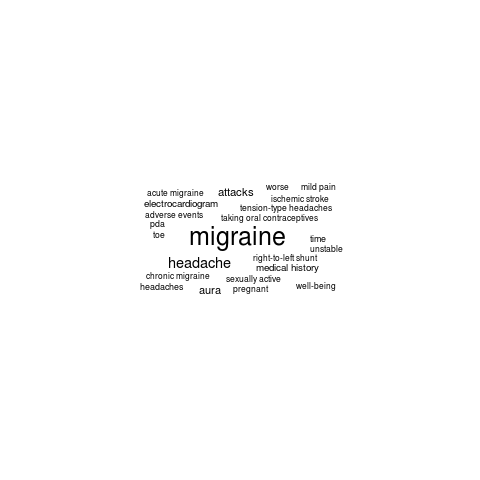 worse
mild pain
acute migraine
attacks
ischemic stroke
electrocardiogram
tension-type headaches
adverse events
taking oral contraceptives
pda
toe
migraine
time
unstable
right-to-left shunt
headache
medical history
chronic migraine
sexually active
headaches
aura
pregnant
well-being